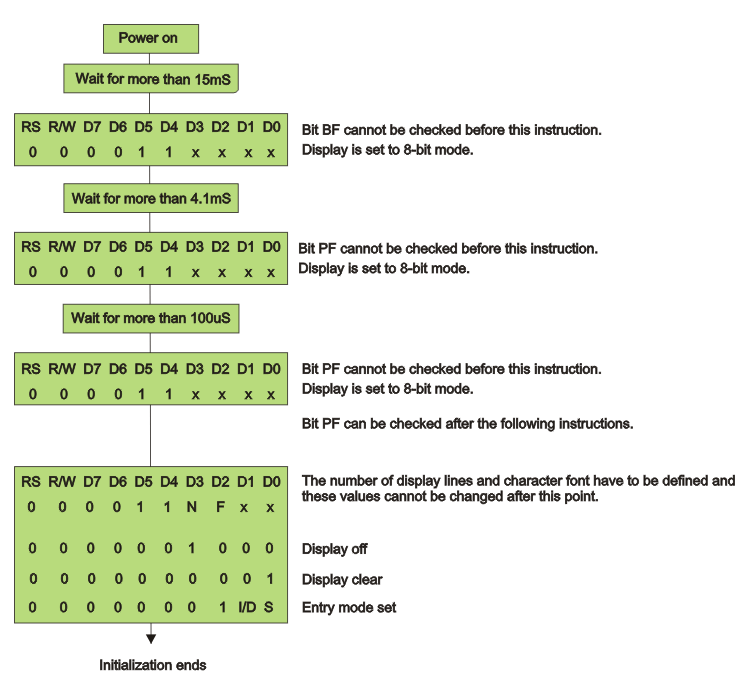 Power on
Wait for more than 15mS
RS R/W D7 D6 D5 D4 D3 D2 D1 D0
0 0 0 0 1 1 x x x x
Bit BF cannot be checked before this instruction.
Display is set to 8-bit mode.
Wait for more than 4.1mS
RS R/W D7 D6 D5 D4 D3 D2 D1 D0
0 0 0 0 1 1 x x x x
Bit PF cannot be checked before this instruction.
Display is set to 8-bit mode.
Wait for more than 100uS
RS R/W D7 D6 D5 D4 D3 D2 D1 D0
0 0 0 0 1 1 x x x x
Bit PF cannot be checked before this instruction.
Display is set to 8-bit mode.
Bit PF can be checked after the following instructions.
RS R/W D7 D6 D5 D4 D3 D2 D1 D0
0 0 0 0 1 1 N F x x
The number of display lines and character font have to be defined and
these values cannot be changed after this point.
0 0 0 0 0 0 1 0 0 0
Display off
0 0 0 0 0 0 0 0 0 1
Display clear
0 0 0 0 0 0 0 1 I/D S
Entry mode set
Initialization ends